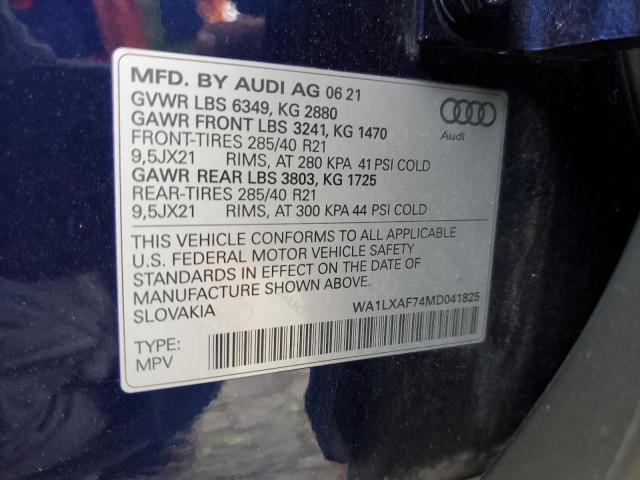 MFD. BY AUDI AG 06 21
GVWR LBS 6349, KG 2880
GAWR FRONT LBS 3241, KG 1470
FRONT-TIRES 285/40 R21
9,5JX21 RIMS, AT 280 KPA 41 PSI COLD
GAWR REAR LBS 3803, KG 1725
REAR-TIRES 285/40 R21
9,5JX21 RIMS, AT 300 KPA 44 PSI COLD
Audi
THIS VEHICLE CONFORMS TO ALL APPLICABLE
U.S. FEDERAL MOTOR VEHICLE SAFETY
STANDARDS IN EFFECT ON THE DATE OF
MANUFACTURE SHOWN ABOVE.
SLOVAKIA
WA1LXAF74MD041825
TYPE:
MPV